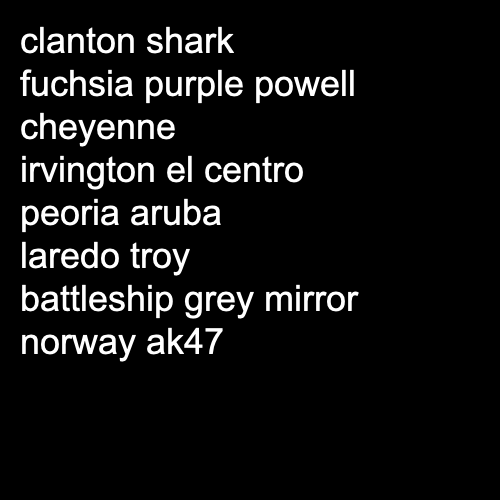 clanton shark
fuchsia purple powell
cheyenne
irvington el centro
peoria aruba
laredo troy
battleship grey mirror
norway ak47